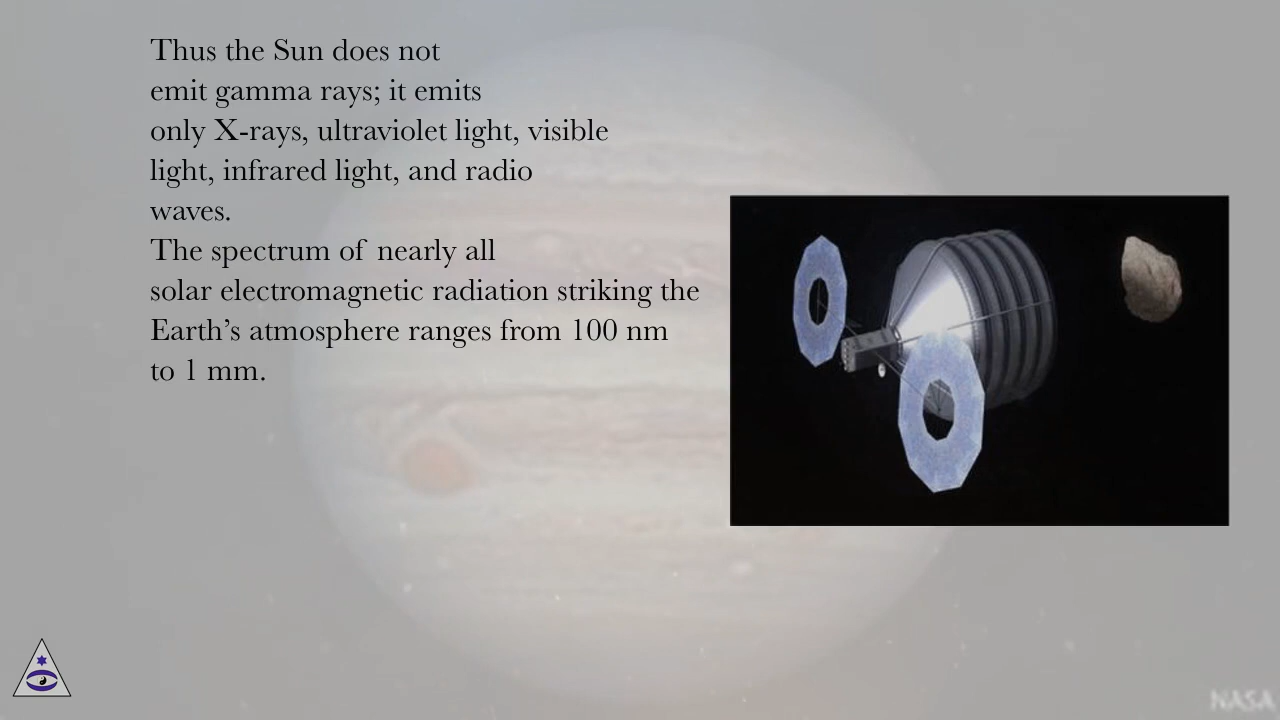 Thus the Sun does not
emit gamma rays; it emits
only X-rays, ultraviolet light, visible
light, infrared light, and radio
waves.
The spectrum of nearly all
solar electromagnetic radiation striking the
Earth’s atmosphere ranges from 100 nm
to 1 mm.
NASA